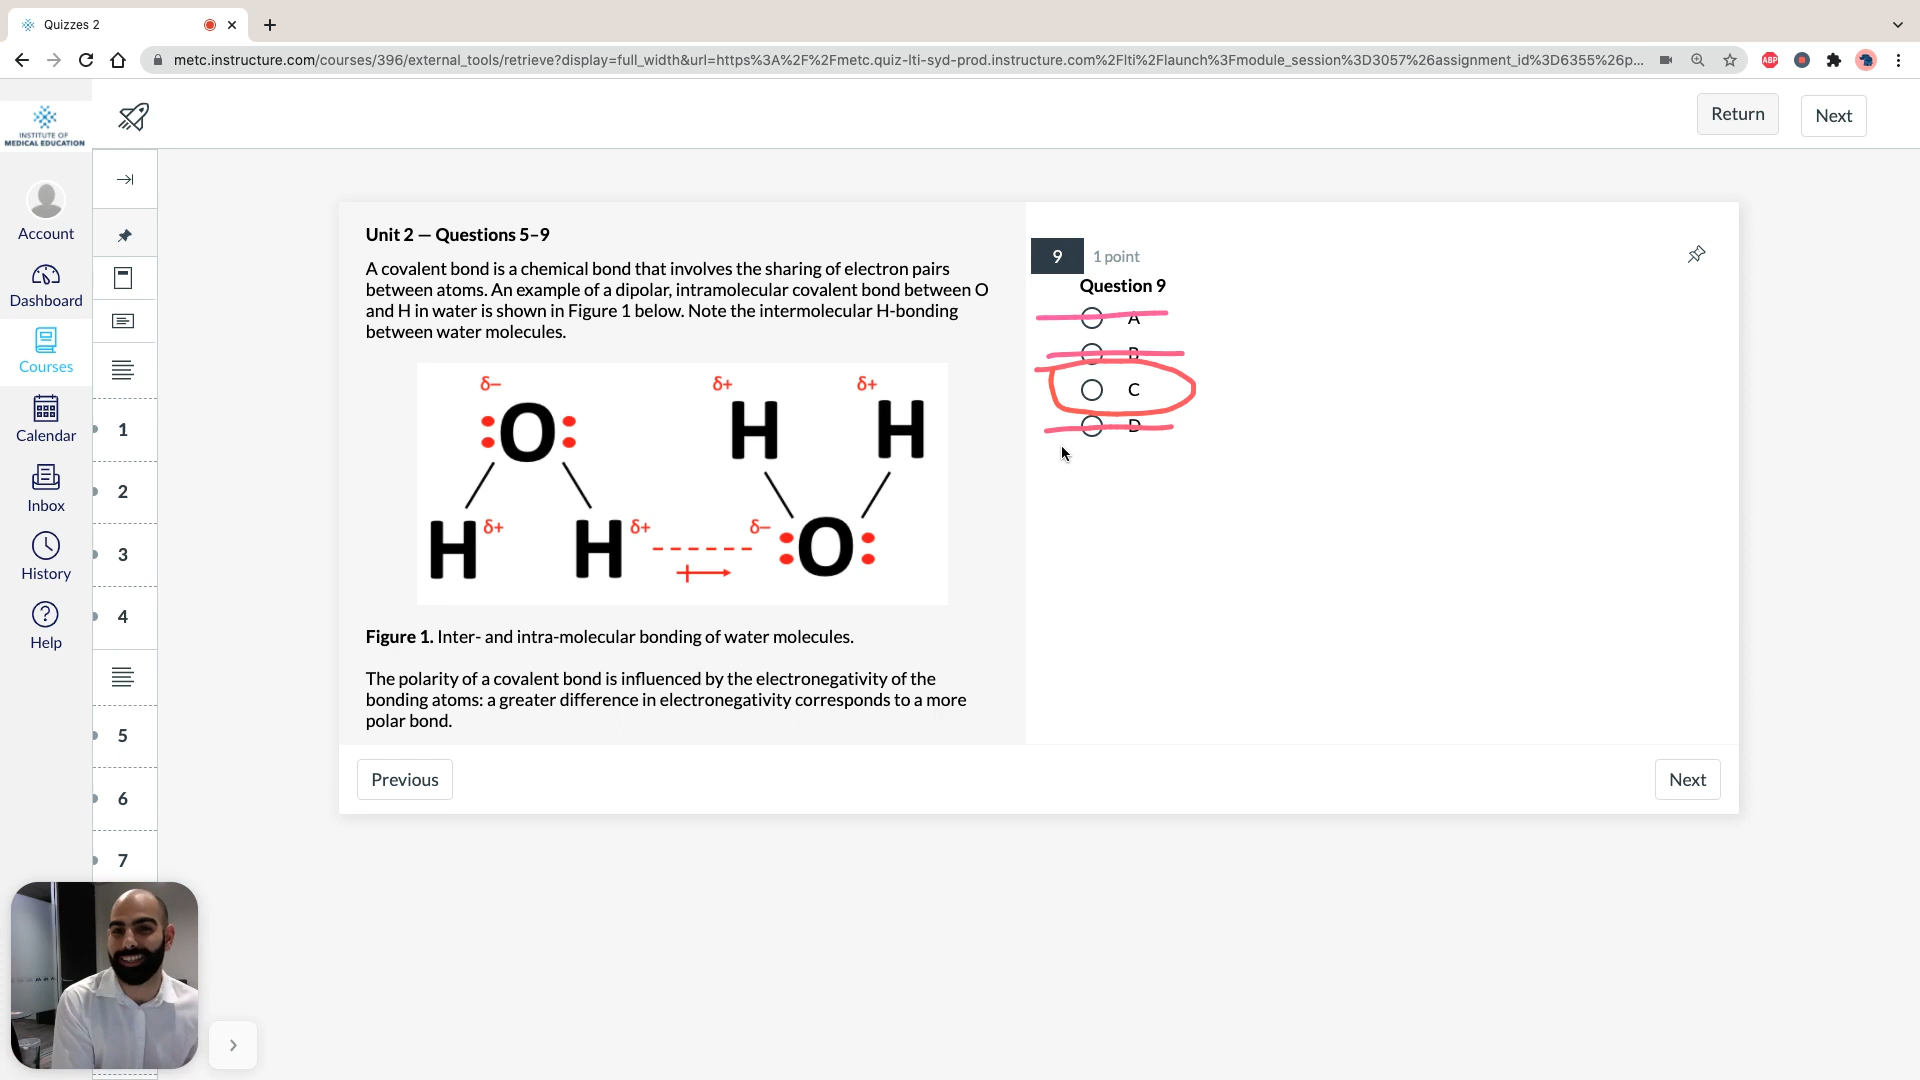 Quizzes 2
metc.instructure.com/courses/396/external_tools/retrieve?display=full_width&url=https%3A%2F%2Fmetc.quiz-lti-syd-prod.instructure.com%2Flti%2Flaunch%3Fmodule_session%3D3057%26assignment_id%3D6355%26p...
ABP
INSTITUTE OF
MEDICAL EDUCATION
Return
Next
Account
Dashboard
Courses
Calendar
Inbox
History
Help
1
2
3
4
5
6
7
Unit 2 — Questions 5–9
A covalent bond is a chemical bond that involves the sharing of electron pairs
between atoms. An example of a dipolar, intramolecular covalent bond between O
and H in water is shown in Figure 1 below. Note the intermolecular H-bonding
between water molecules.
δ– δ+ δ+
O H H
H δ+ H δ+ δ– O
Figure 1. Inter- and intra-molecular bonding of water molecules.
The polarity of a covalent bond is influenced by the electronegativity of the
bonding atoms: a greater difference in electronegativity corresponds to a more
polar bond.
9 1 point
Question 9
A
B
C
D
Previous
Next